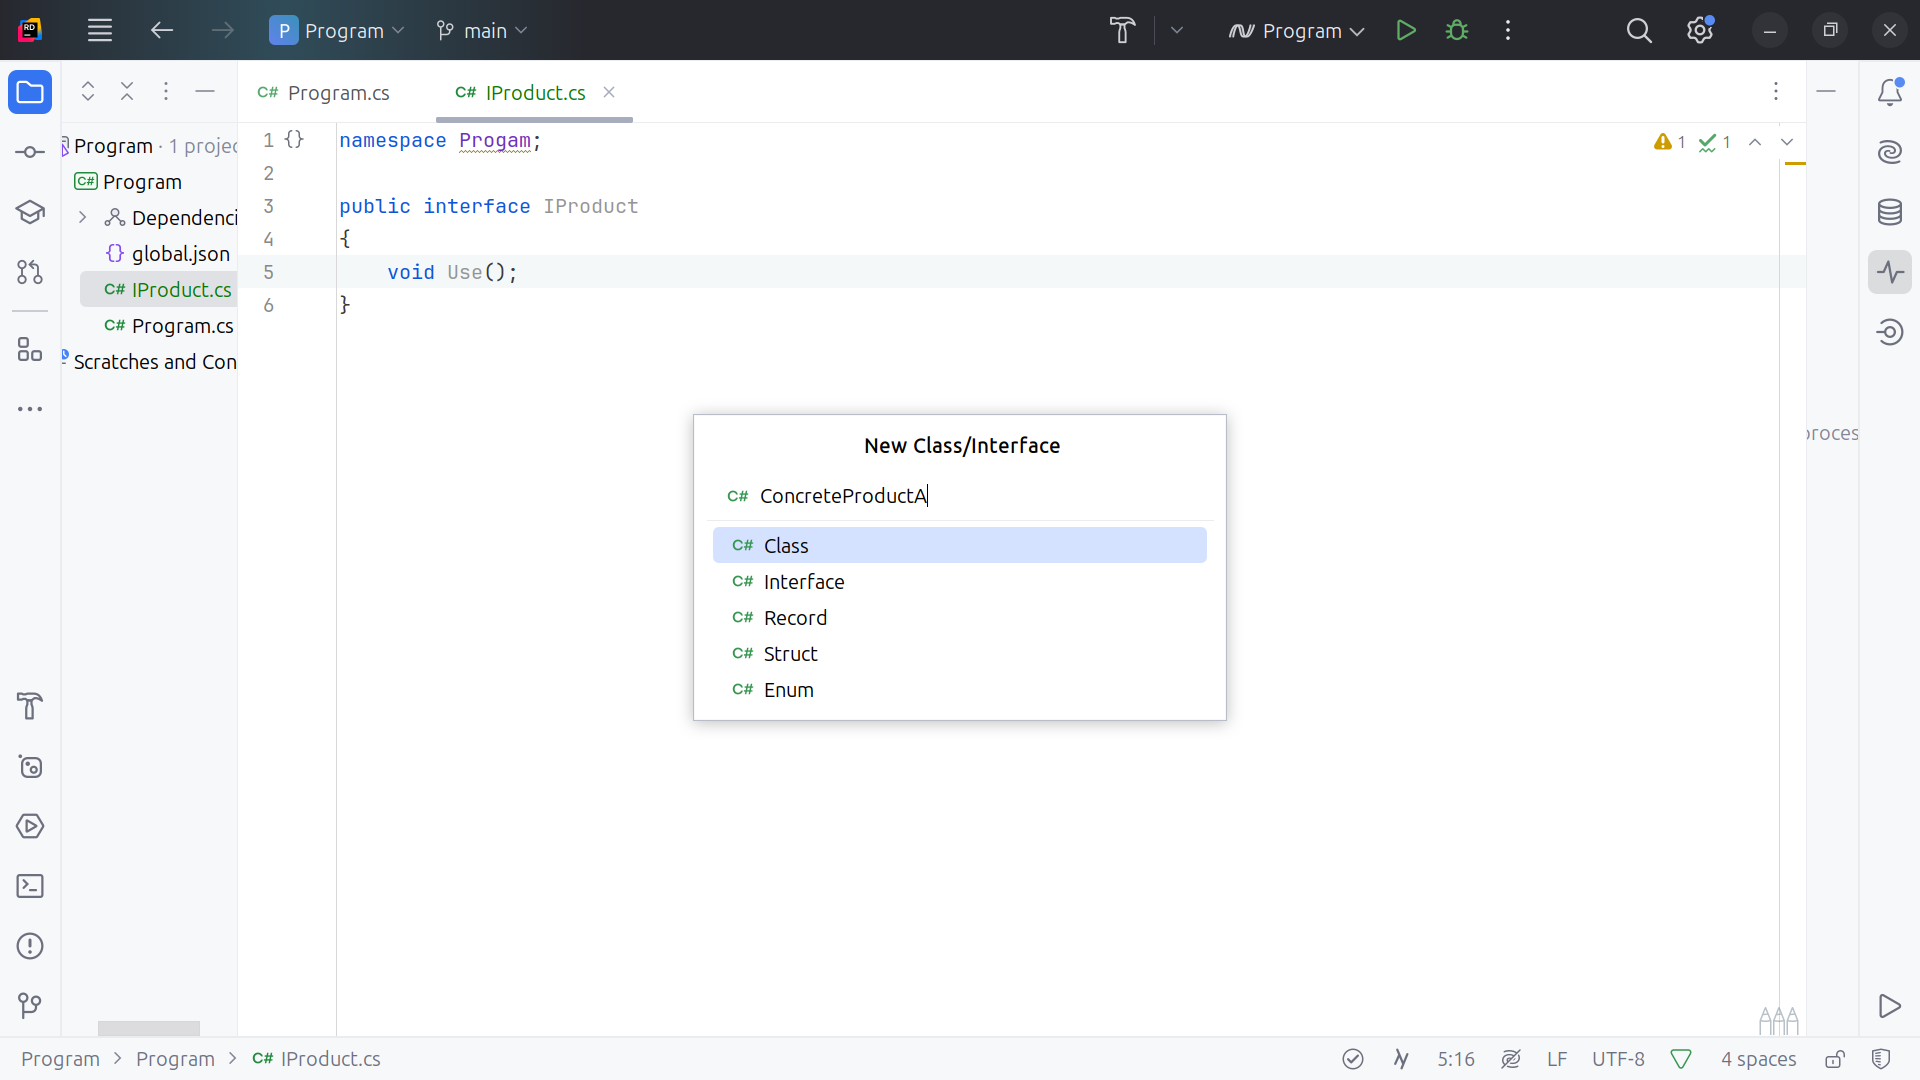 Program main Program
Program · 1 projec
C# Program
Dependenci
{} global.json
C# IProduct.cs
C# Program.cs
Scratches and Con
C# Program.cs C# IProduct.cs
1 {} namespace Progam;
2
3 public interface IProduct
4 {
5 void Use();
6 }
1 1
proces
New Class/Interface
C# ConcreteProductA
C# Class
C# Interface
C# Record
C# Struct
C# Enum
Program > Program > C# IProduct.cs
5:16 LF UTF-8 4 spaces